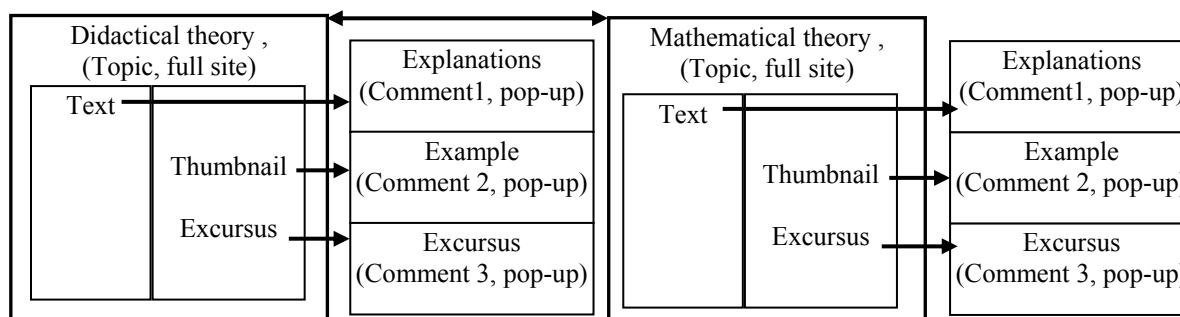 Didactical theory ,
(Topic, full site)
Text
Thumbnail
Excursus
Explanations
(Comment1, pop-up)
Example
(Comment 2, pop-up)
Excursus
(Comment 3, pop-up)
Mathematical theory ,
(Topic, full site)
Text
Thumbnail
Excursus
Explanations
(Comment1, pop-up)
Example
(Comment 2, pop-up)
Excursus
(Comment 3, pop-up)